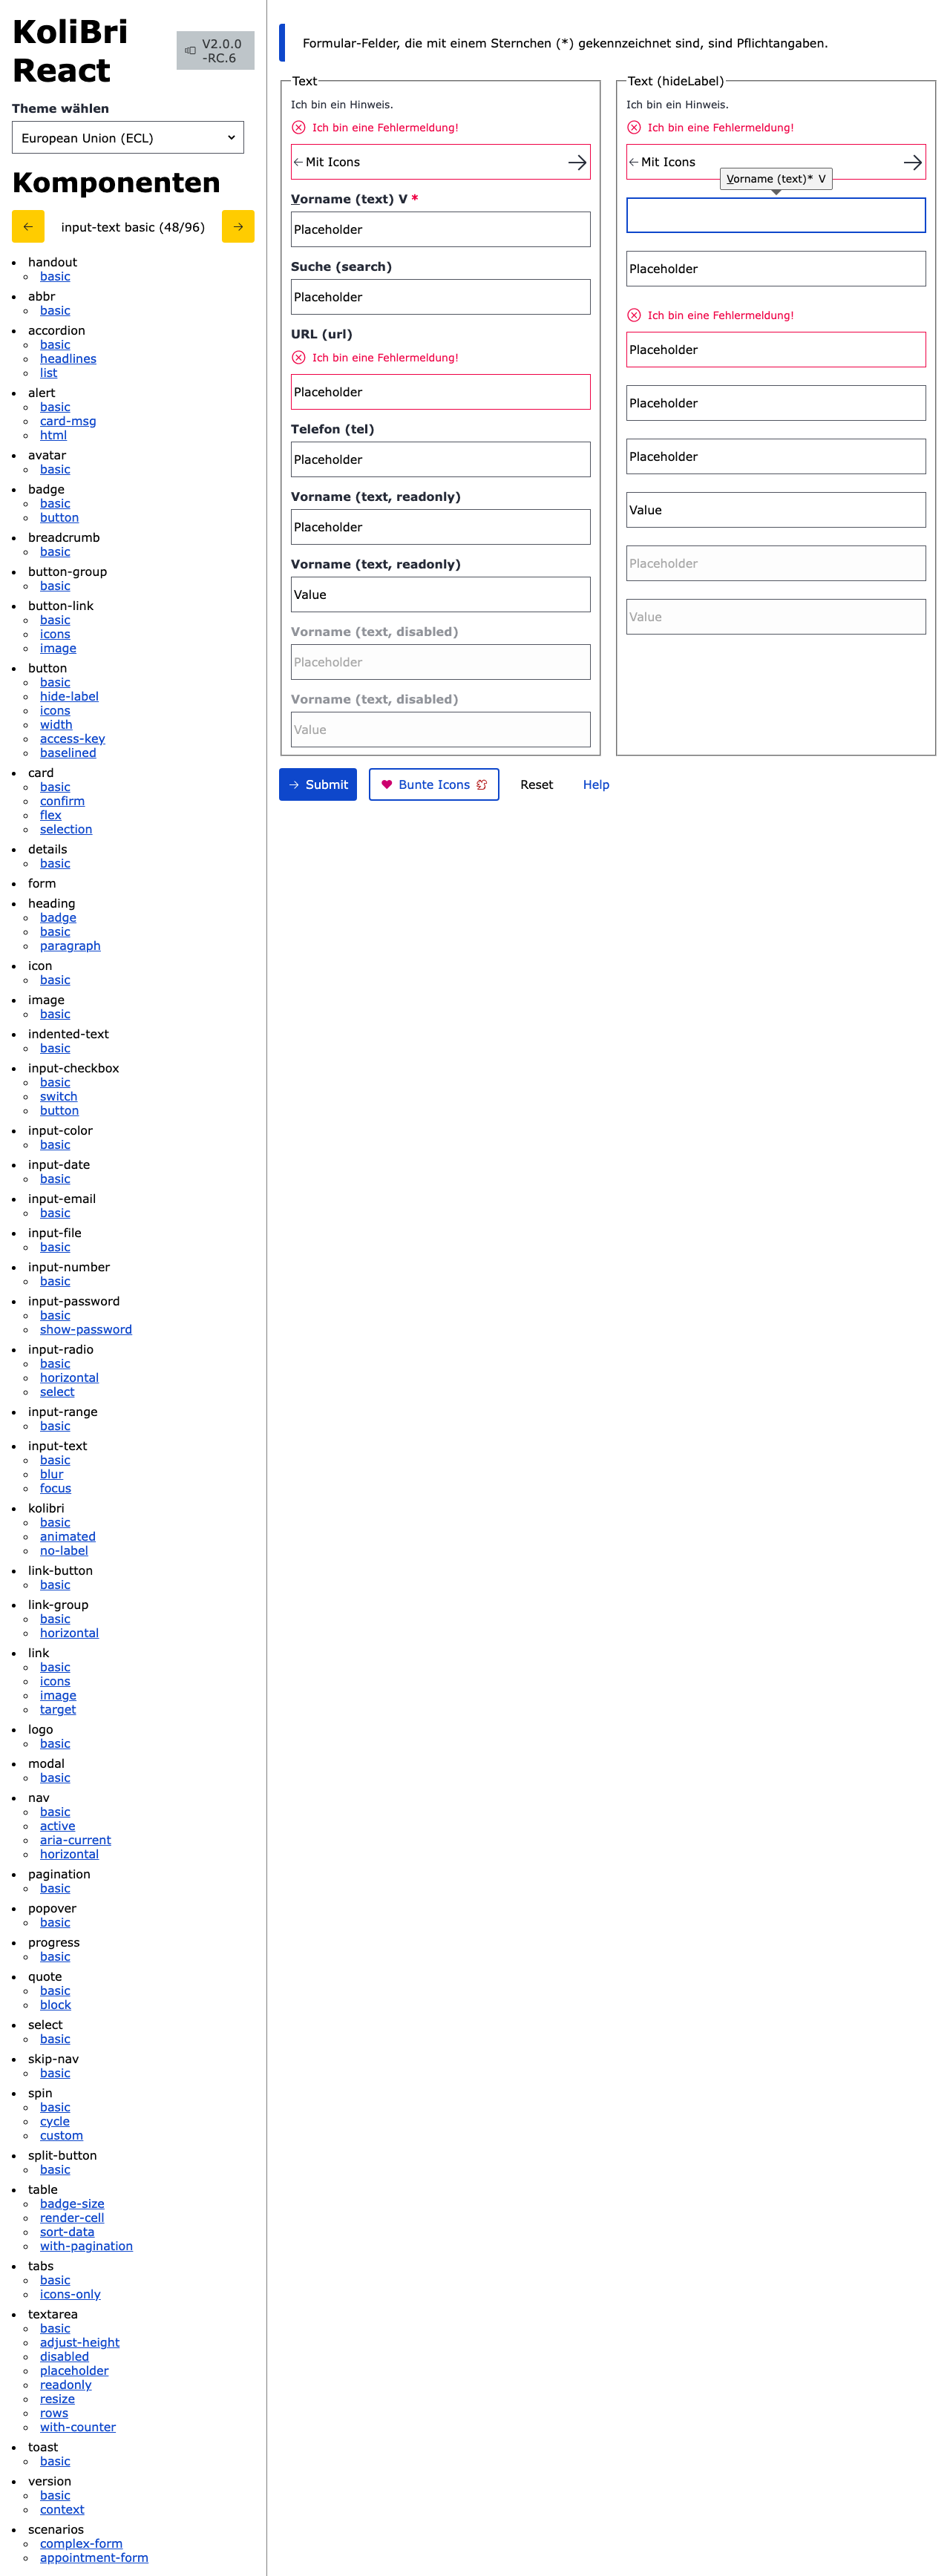 KoliBri
React
V2.0.0
-RC.6
Theme wählen
European Union (ECL)
Komponenten
← input-text basic (48/96) →
handout
basic
abbr
basic
accordion
basic
headlines
list
alert
basic
card-msg
html
avatar
basic
badge
basic
button
breadcrumb
basic
button-group
basic
button-link
basic
icons
image
button
basic
hide-label
icons
width
access-key
baselined
card
basic
confirm
flex
selection
details
basic
form
heading
badge
basic
paragraph
icon
basic
image
basic
indented-text
basic
input-checkbox
basic
switch
button
input-color
basic
input-date
basic
input-email
basic
input-file
basic
input-number
basic
input-password
basic
show-password
input-radio
basic
horizontal
select
input-range
basic
input-text
basic
blur
focus
kolibri
basic
animated
no-label
link-button
basic
link-group
basic
horizontal
link
basic
icons
image
target
logo
basic
modal
basic
nav
basic
active
aria-current
horizontal
pagination
basic
popover
basic
progress
basic
quote
basic
block
select
basic
skip-nav
basic
spin
basic
cycle
custom
split-button
basic
table
badge-size
render-cell
sort-data
with-pagination
tabs
basic
icons-only
textarea
basic
adjust-height
disabled
placeholder
readonly
resize
rows
with-counter
toast
basic
version
basic
context
scenarios
complex-form
appointment-form
Formular-Felder, die mit einem Sternchen (*) gekennzeichnet sind, sind Pflichtangaben.
Text
Ich bin ein Hinweis.
Ich bin eine Fehlermeldung!
← Mit Icons →
Vorname (text) V *
Placeholder
Suche (search)
Placeholder
URL (url)
Ich bin eine Fehlermeldung!
Placeholder
Telefon (tel)
Placeholder
Vorname (text, readonly)
Placeholder
Vorname (text, readonly)
Value
Vorname (text, disabled)
Placeholder
Vorname (text, disabled)
Value
Text (hideLabel)
Ich bin ein Hinweis.
Ich bin eine Fehlermeldung!
← Mit Icons →
Vorname (text)* V
Placeholder
Ich bin eine Fehlermeldung!
Placeholder
Placeholder
Placeholder
Value
Placeholder
Value
→ Submit
Bunte Icons
Reset
Help